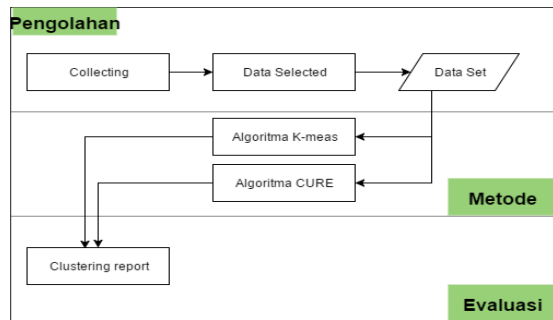 Pengolahan
Collecting
Data Selected
Data Set
Algoritma K-meas
Algoritma CURE
Metode
Clustering report
Evaluasi